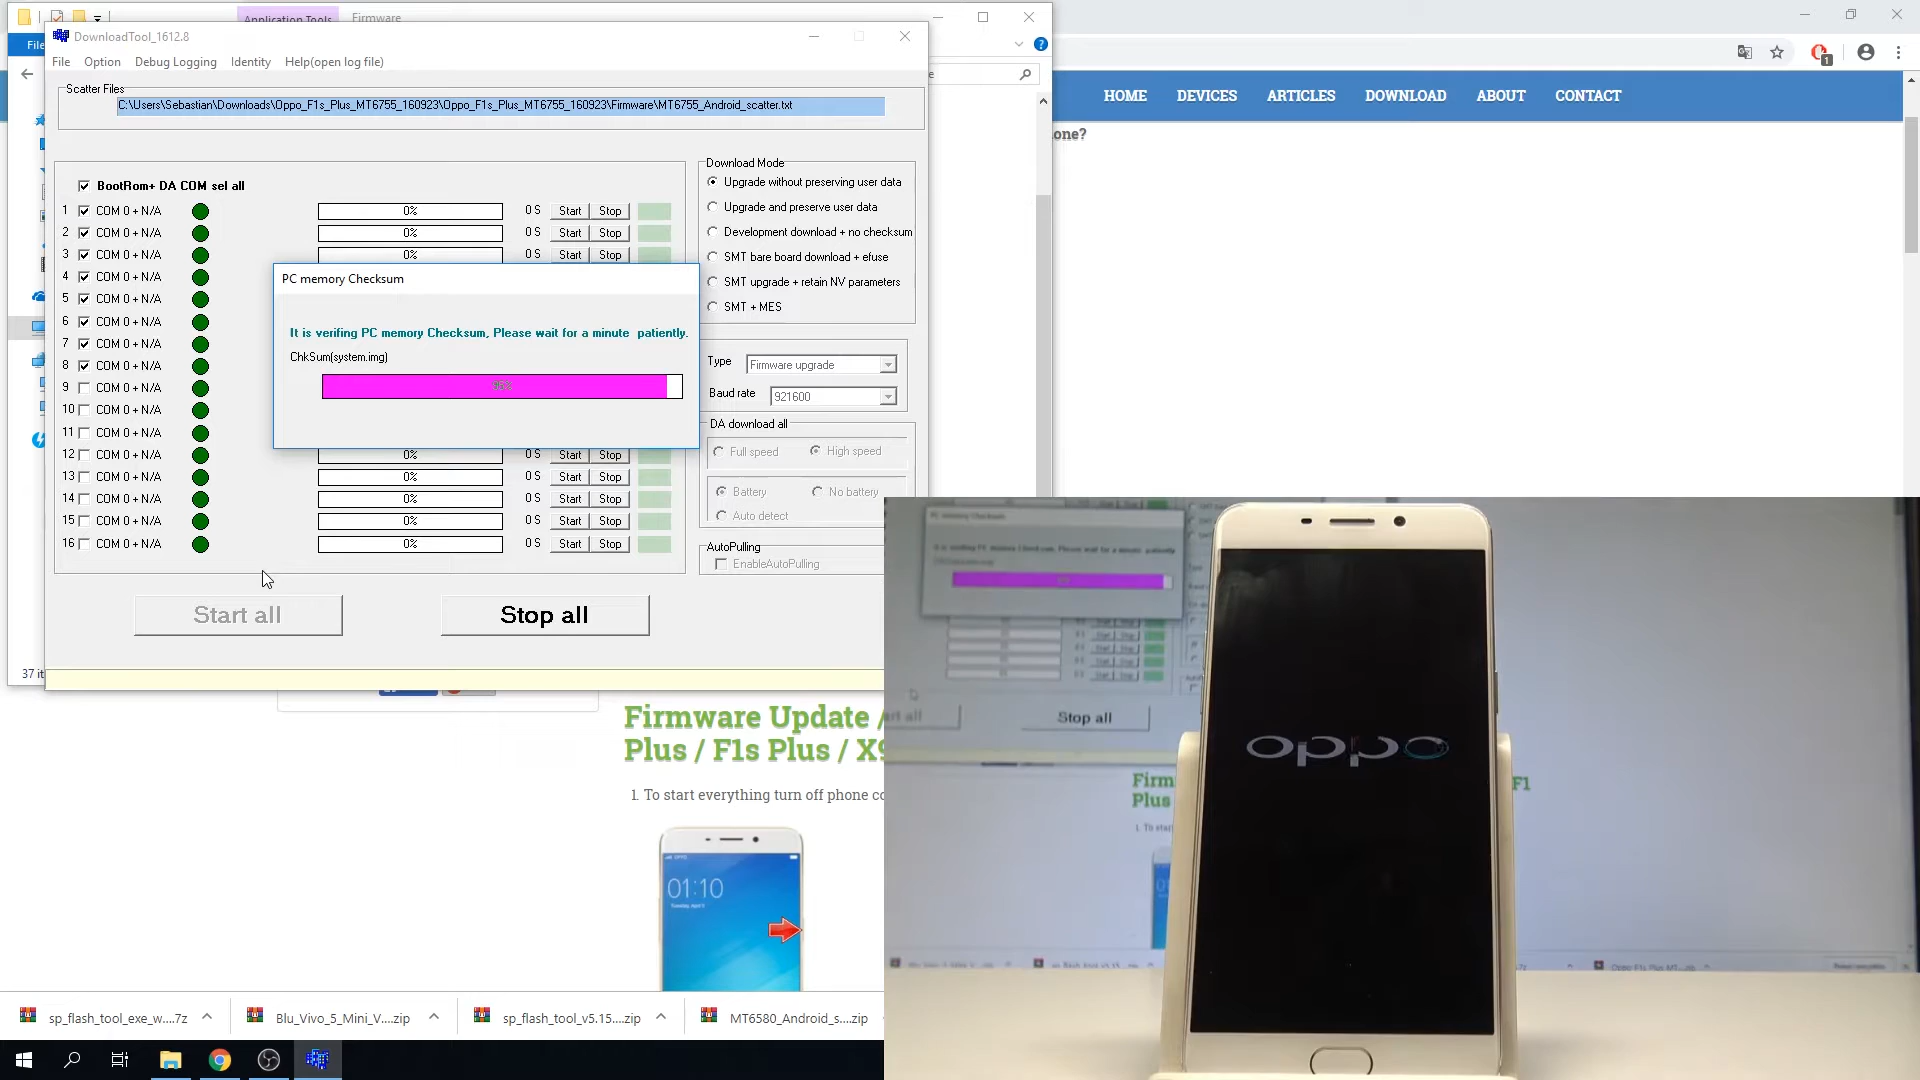 Application Tools
Firmware
DownloadTool_1612.8
File
File Option Debug Logging Identity Help(open log file)
HOME DEVICES ARTICLES DOWNLOAD ABOUT CONTACT
one?
Scatter Files
C:\Users\Sebastian\Downloads\Oppo_F1s_Plus_MT6755_160923\Oppo_F1s_Plus_MT6755_160923\Firmware\MT6755_Android_scatter.txt
BootRom+ DA COM sel all
1 COM 0 + N/A 0% 0 S Start Stop
2 COM 0 + N/A 0% 0 S Start Stop
3 COM 0 + N/A 0% 0 S Start Stop
4 COM 0 + N/A
5 COM 0 + N/A
6 COM 0 + N/A
7 COM 0 + N/A
8 COM 0 + N/A
9 COM 0 + N/A
10 COM 0 + N/A
11 COM 0 + N/A
12 COM 0 + N/A 0% 0 S Start Stop
13 COM 0 + N/A 0% 0 S Start Stop
14 COM 0 + N/A 0% 0 S Start Stop
15 COM 0 + N/A 0% 0 S Start Stop
16 COM 0 + N/A 0% 0 S Start Stop
PC memory Checksum
It is verifing PC memory Checksum, Please wait for a minute patiently.
ChkSum(system.img)
Download Mode
Upgrade without preserving user data
Upgrade and preserve user data
Development download + no checksum
SMT bare board download + efuse
SMT upgrade + retain NV parameters
SMT + MES
Type Firmware upgrade
Baud rate 921600
DA download all
Full speed High speed
Battery No battery
Auto detect
AutoPulling
EnableAutoPulling
Start all Stop all
37 it
Firmware Update /
Plus / F1s Plus / X9
1. To start everything turn off phone co
01:10
PC memory Checksum
Stop all
oppo
Firm
Plus
F1
1. To sta
sp_flash_tool_exe_w....7z
Blu_Vivo_5_Mini_V....zip
sp_flash_tool_v5.15....zip
MT6580_Android_s....zip